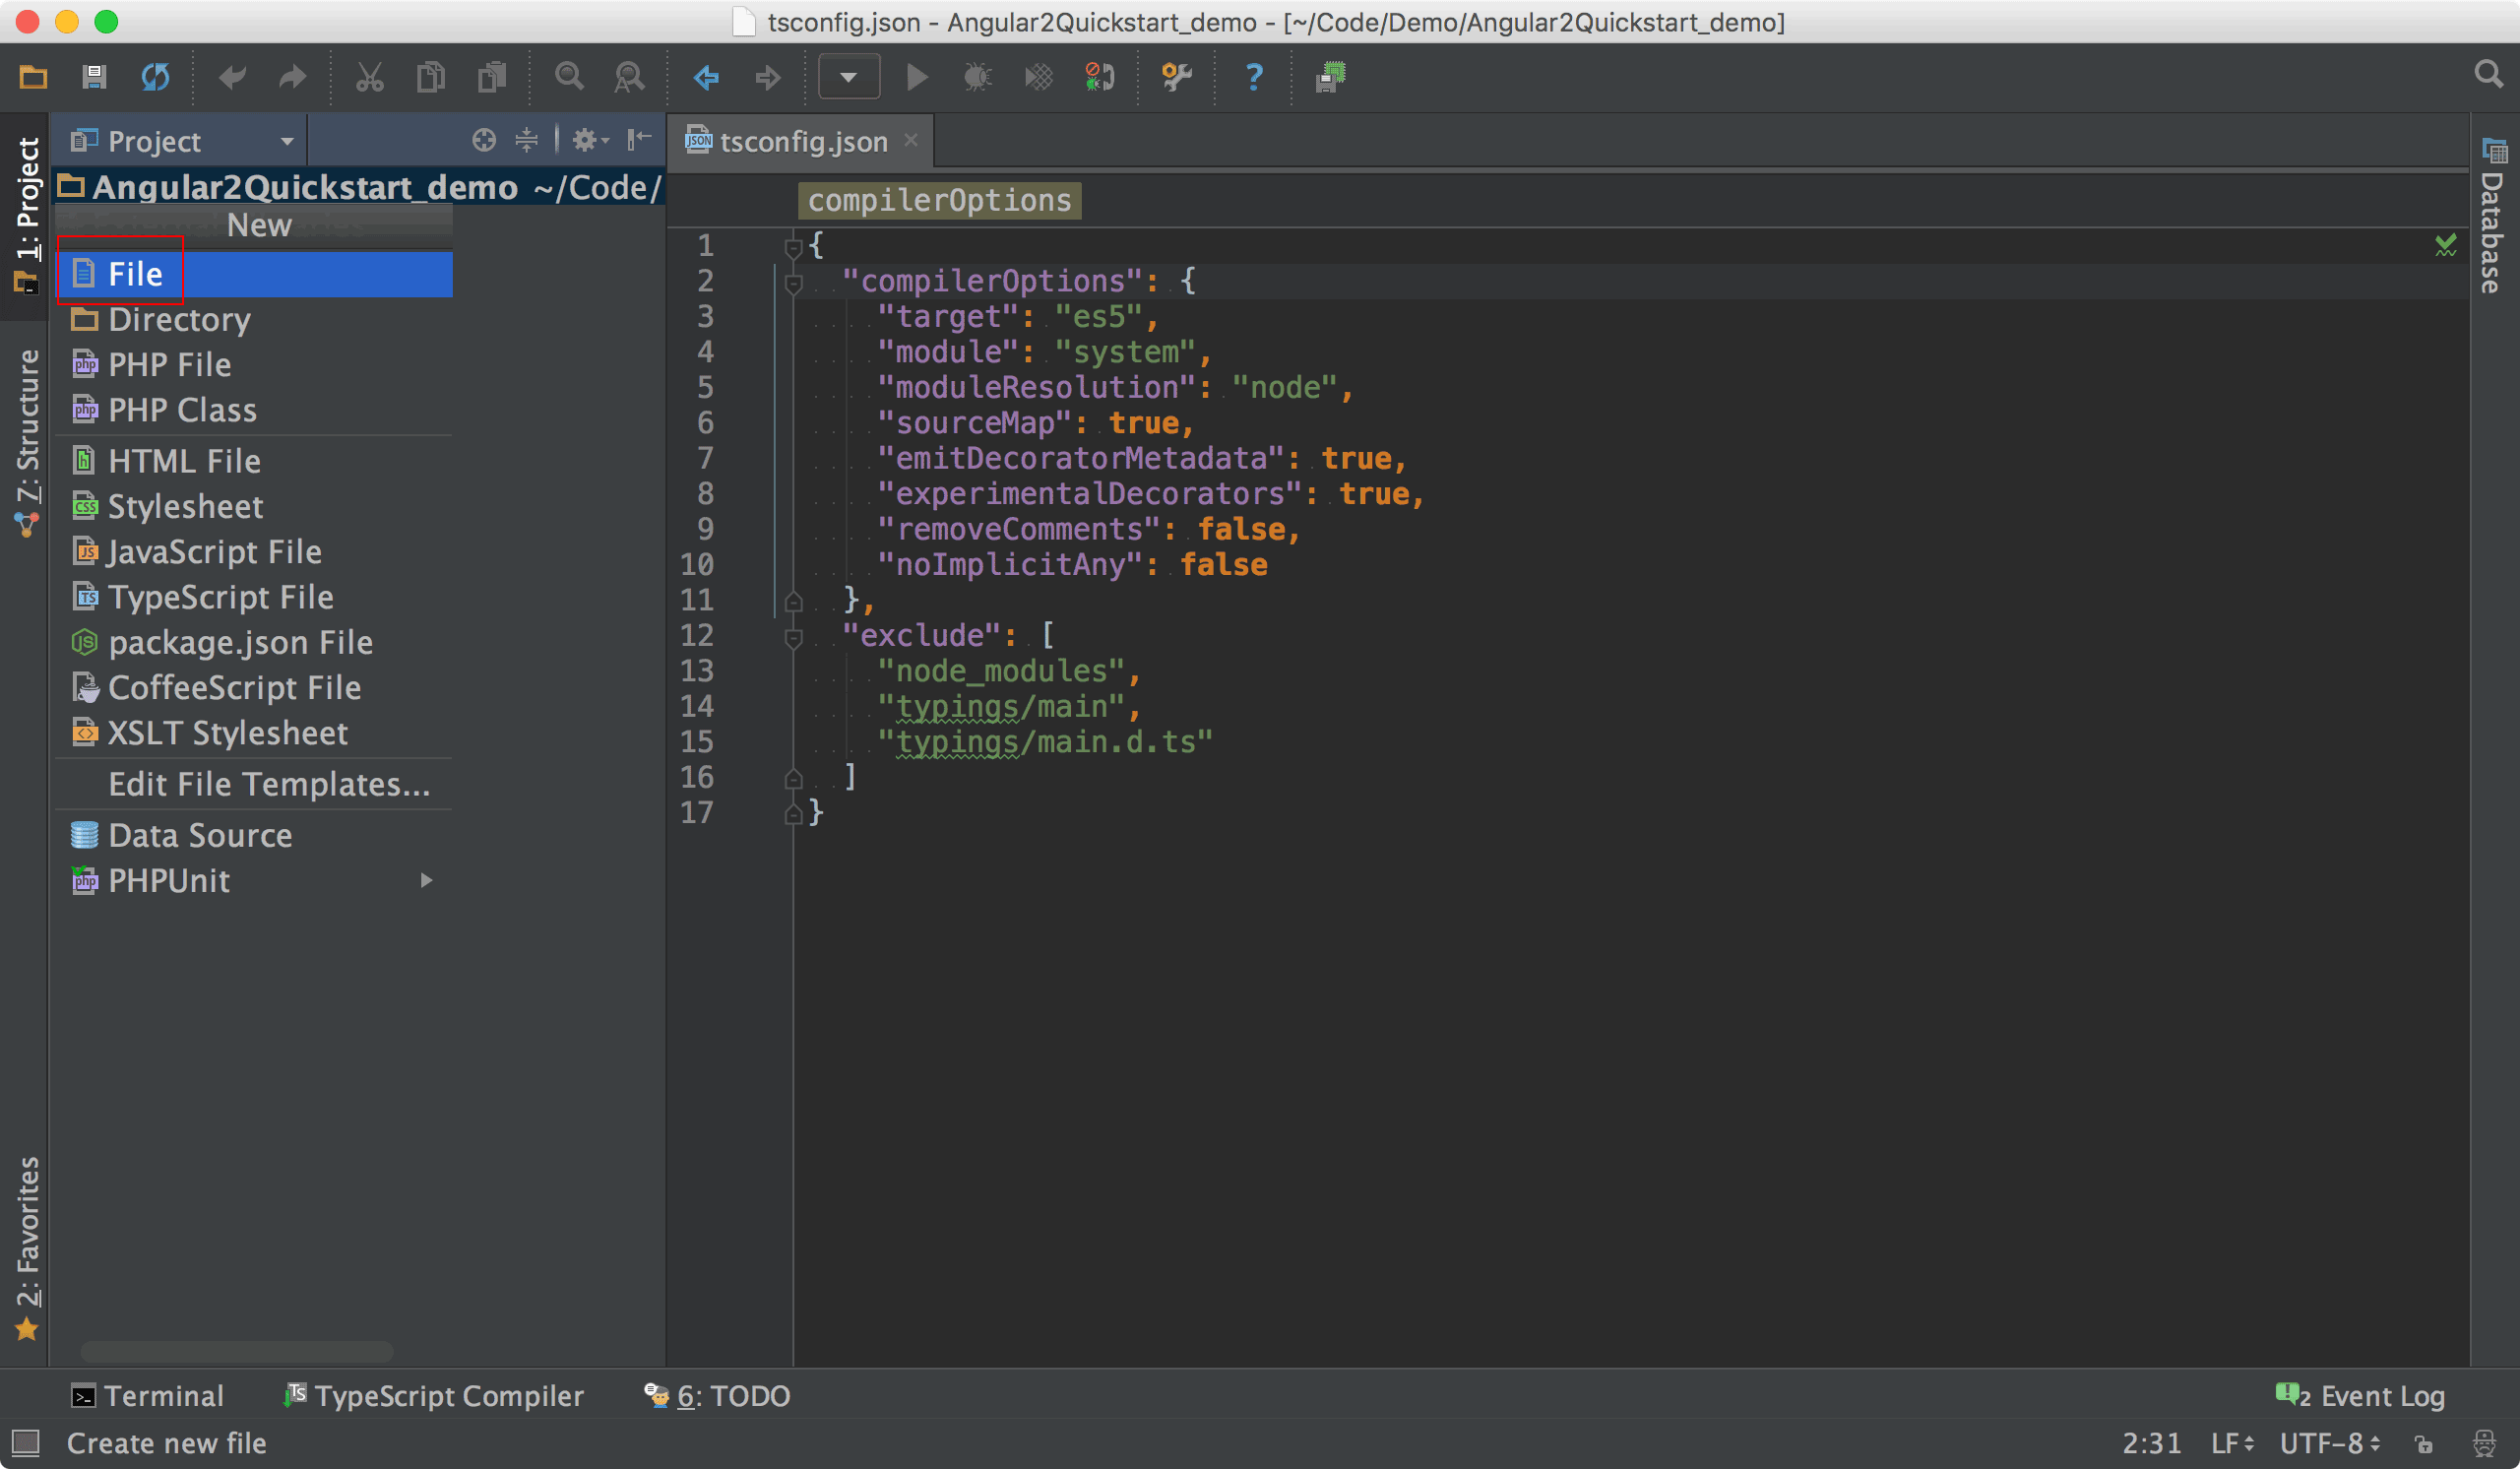 tsconfig.json - Angular2Quickstart_demo - [~/Code/Demo/Angular2Quickstart_demo]
1: Project
7: Structure
2: Favorites
Project
Angular2Quickstart_demo ~/Code/
New
File
Directory
PHP File
PHP Class
HTML File
Stylesheet
JavaScript File
TypeScript File
package.json File
CoffeeScript File
XSLT Stylesheet
Edit File Templates...
Data Source
PHPUnit
tsconfig.json
compilerOptions
1 {
2 "compilerOptions": {
3 "target": "es5",
4 "module": "system",
5 "moduleResolution": "node",
6 "sourceMap": true,
7 "emitDecoratorMetadata": true,
8 "experimentalDecorators": true,
9 "removeComments": false,
10 "noImplicitAny": false
11 },
12 "exclude": [
13 "node_modules",
14 "typings/main",
15 "typings/main.d.ts"
16 ]
17 }
Database
Terminal
TypeScript Compiler
6: TODO
2 Event Log
Create new file
2:31 LF UTF-8